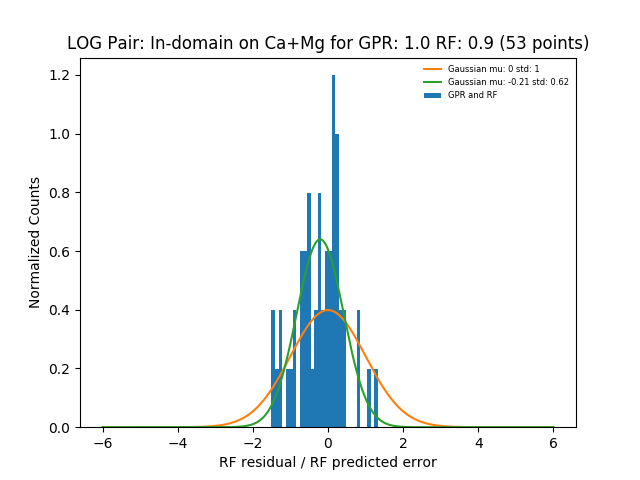 LOG Pair: In-domain on Ca+Mg for GPR: 1.0 RF: 0.9 (53 points)
Gaussian mu: 0 std: 1
Gaussian mu: -0.21 std: 0.62
GPR and RF
Normalized Counts
1.2
1.0
0.8
0.6
0.4
0.2
0.0
−6 −4 −2 0 2 4 6
RF residual / RF predicted error